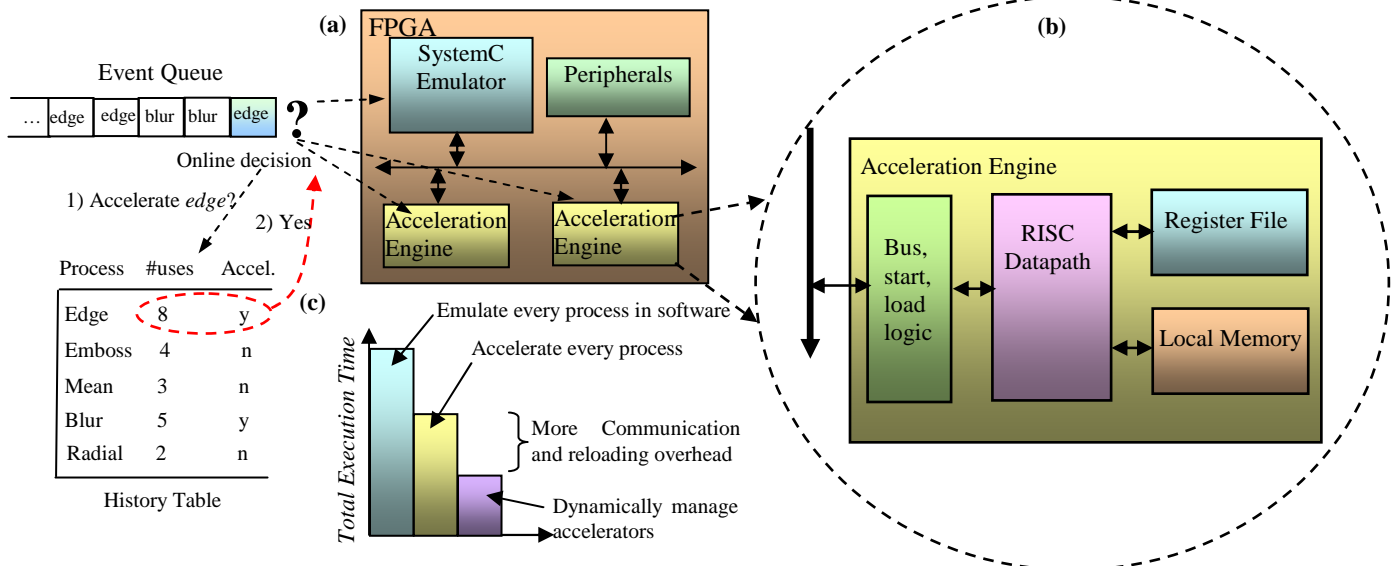 (a)
FPGA
SystemC
Emulator
Peripherals
Acceleration
Engine
Acceleration
Engine
Event Queue
… edge edge blur blur edge
?
Online decision
1) Accelerate edge?
2) Yes
Process #uses Accel.
Edge 8 y
Emboss 4 n
Mean 3 n
Blur 5 y
Radial 2 n
History Table
(c)
Emulate every process in software
Accelerate every process
More Communication
and reloading overhead
Dynamically manage
accelerators
Total Execution Time
(b)
Acceleration Engine
Bus,
start,
load
logic
RISC
Datapath
Register File
Local Memory